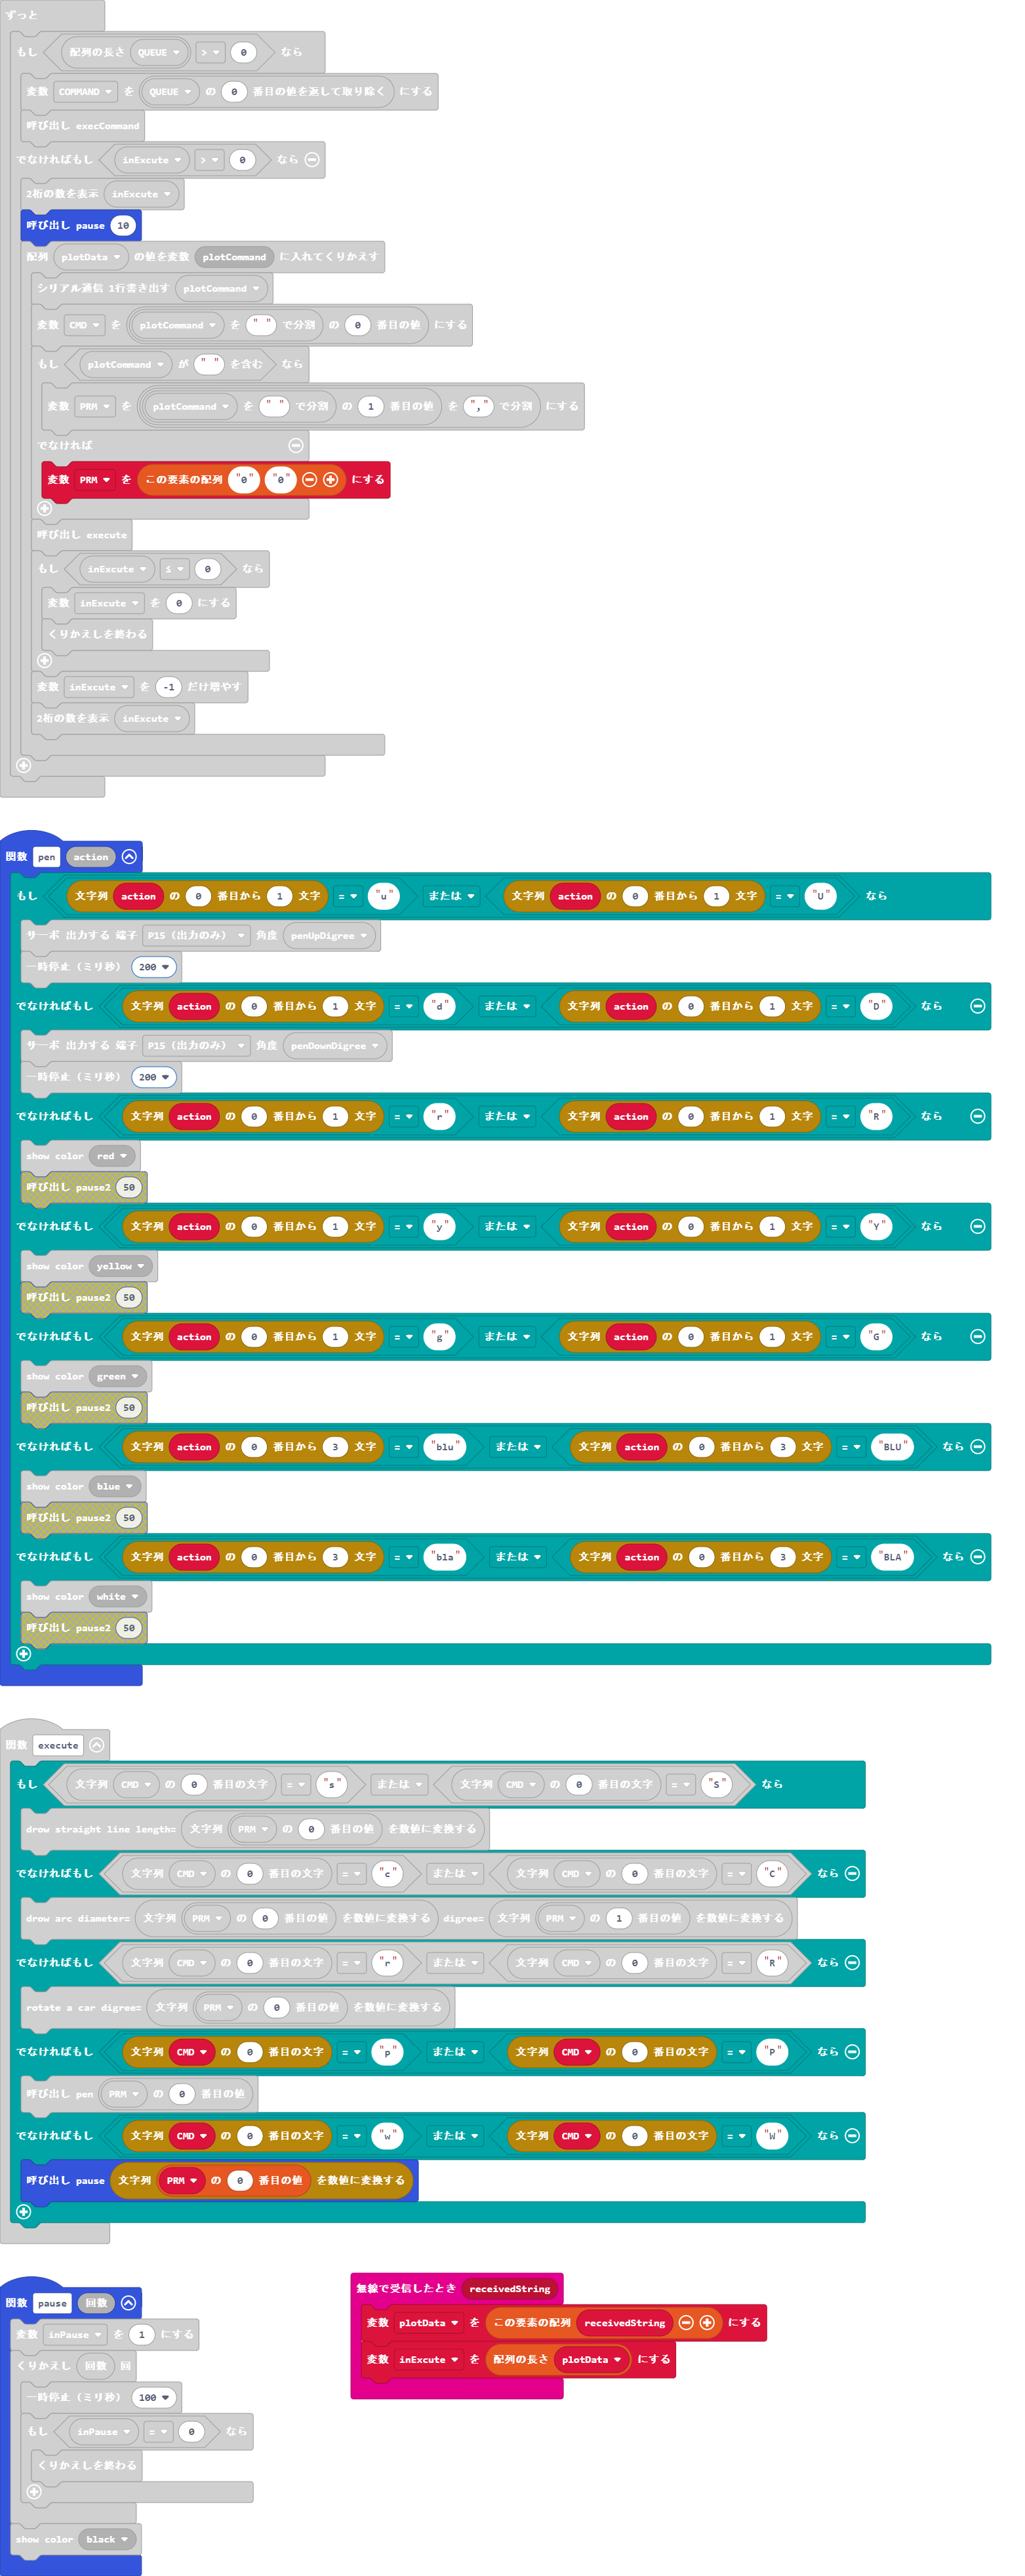 ずっと
もし 配列の長さ QUEUE > 0 なら
変数 COMMAND を QUEUE の 0 番目の値を返して取り除く にする
呼び出し execCommand
でなければもし inExcute > 0 なら
2桁の数を表示 inExcute
呼び出し pause 10
配列 plotData の値を変数 plotCommand に入れてくりかえす
シリアル通信 1行書き出す plotCommand
変数 CMD を plotCommand を " " で分割 の 0 番目の値 にする
もし plotCommand が " " を含む なら
変数 PRM を plotCommand を " " で分割 の 1 番目の値 を "," で分割 にする
でなければ
変数 PRM を この要素の配列 "0" "0" にする
呼び出し execute
もし inExcute ≤ 0 なら
変数 inExcute を 0 にする
くりかえしを終わる
変数 inExcute を -1 だけ増やす
2桁の数を表示 inExcute
関数 pen action
もし 文字列 action の 0 番目から 1 文字 = "u" または 文字列 action の 0 番目から 1 文字 = "U" なら
サーボ 出力する 端子 P15（出力のみ） 角度 penUpDigree
一時停止（ミリ秒） 200
でなければもし 文字列 action の 0 番目から 1 文字 = "d" または 文字列 action の 0 番目から 1 文字 = "D" なら
サーボ 出力する 端子 P15（出力のみ） 角度 penDownDigree
一時停止（ミリ秒） 200
でなければもし 文字列 action の 0 番目から 1 文字 = "r" または 文字列 action の 0 番目から 1 文字 = "R" なら
show color red
呼び出し pause2 50
でなければもし 文字列 action の 0 番目から 1 文字 = "y" または 文字列 action の 0 番目から 1 文字 = "Y" なら
show color yellow
呼び出し pause2 50
でなければもし 文字列 action の 0 番目から 1 文字 = "g" または 文字列 action の 0 番目から 1 文字 = "G" なら
show color green
呼び出し pause2 50
でなければもし 文字列 action の 0 番目から 3 文字 = "blu" または 文字列 action の 0 番目から 3 文字 = "BLU" なら
show color blue
呼び出し pause2 50
でなければもし 文字列 action の 0 番目から 3 文字 = "bla" または 文字列 action の 0 番目から 3 文字 = "BLA" なら
show color white
呼び出し pause2 50
関数 execute
もし 文字列 CMD の 0 番目の文字 = "s" または 文字列 CMD の 0 番目の文字 = "S" なら
drow straight line length= 文字列 PRM の 0 番目の値 を数値に変換する
でなければもし 文字列 CMD の 0 番目の文字 = "c" または 文字列 CMD の 0 番目の文字 = "C" なら
drow arc diameter= 文字列 PRM の 0 番目の値 を数値に変換する digree= 文字列 PRM の 1 番目の値 を数値に変換する
でなければもし 文字列 CMD の 0 番目の文字 = "r" または 文字列 CMD の 0 番目の文字 = "R" なら
rotate a car digree= 文字列 PRM の 0 番目の値 を数値に変換する
でなければもし 文字列 CMD の 0 番目の文字 = "p" または 文字列 CMD の 0 番目の文字 = "P" なら
呼び出し pen PRM の 0 番目の値
でなければもし 文字列 CMD の 0 番目の文字 = "w" または 文字列 CMD の 0 番目の文字 = "W" なら
呼び出し pause 文字列 PRM の 0 番目の値 を数値に変換する
関数 pause 回数
変数 inPause を 1 にする
くりかえし 回数 回
一時停止（ミリ秒） 100
もし inPause = 0 なら
くりかえしを終わる
show color black
無線で受信したとき receivedString
変数 plotData を この要素の配列 receivedString にする
変数 inExcute を 配列の長さ plotData にする